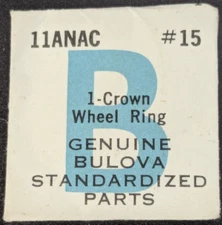 11ANAC #15
B
1-Crown
Wheel Ring
GENUINE
BULOVA
STANDARDIZED
PARTS